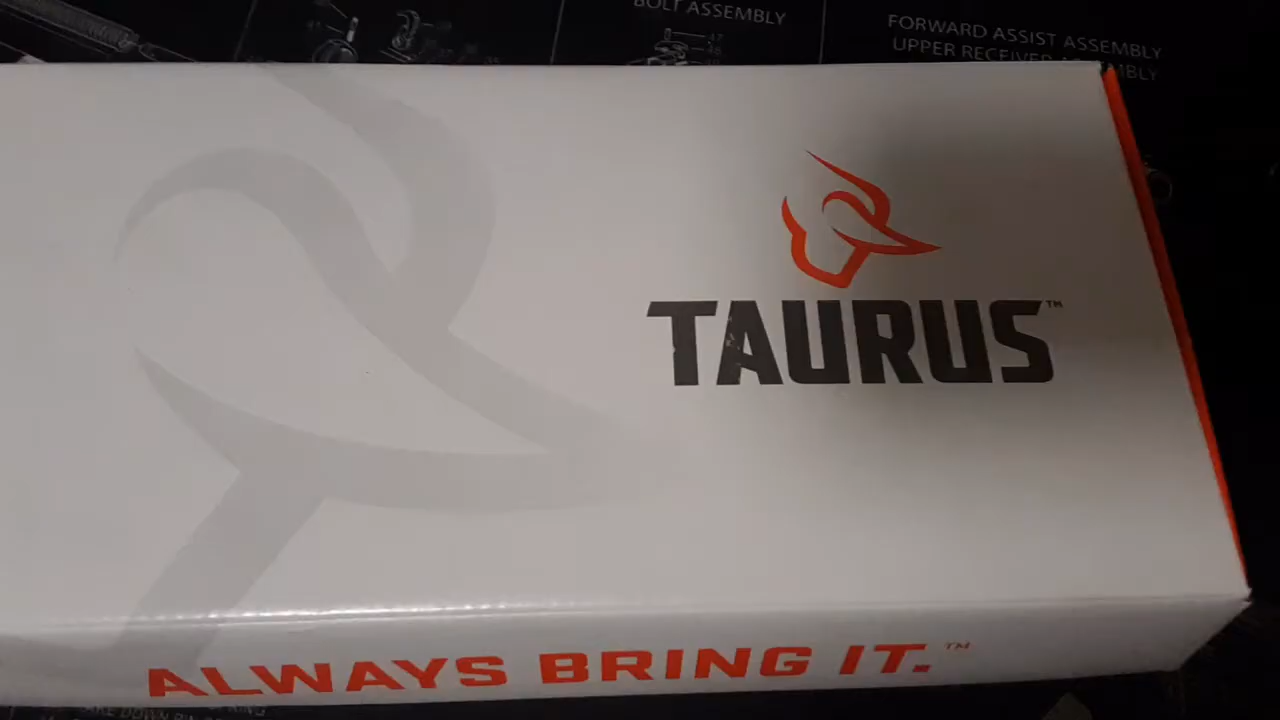 BOLT ASSEMBLY
FORWARD ASSIST ASSEMBLY
UPPER RECEIVER
TAURUS™
ALWAYS BRING IT.™